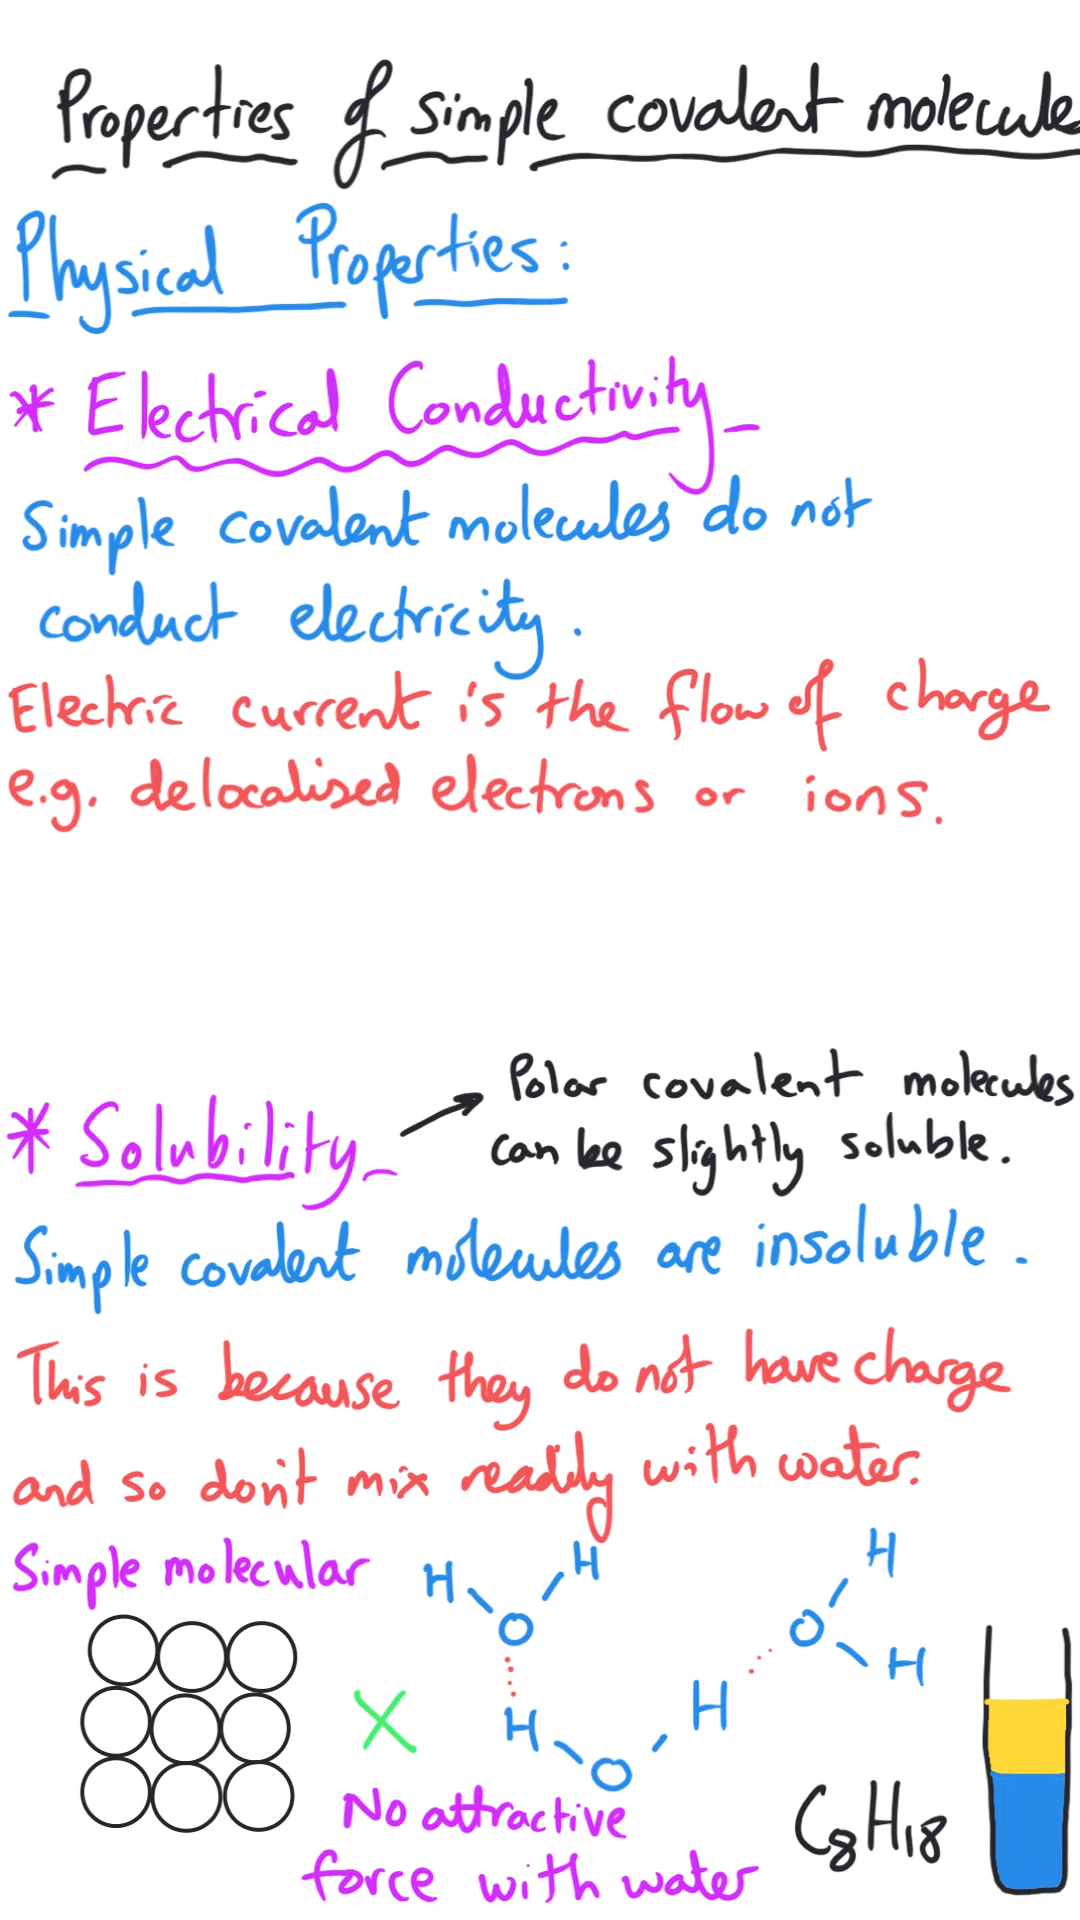 Properties of simple covalent molecule
Physical Properties:
* Electrical Conductivity -
Simple covalent molecules do not
conduct electricity.
Electric current is the flow of charge
e.g. delocalised electrons or ions.
Polar covalent molecules
can be slightly soluble.
* Solubility -
Simple covalent molecules are insoluble.
This is because they do not have charge
and so don't mix readily with water.
Simple molecular
H H
O
H
O
H
O
H
H
X
No attractive
force with water
C8H18